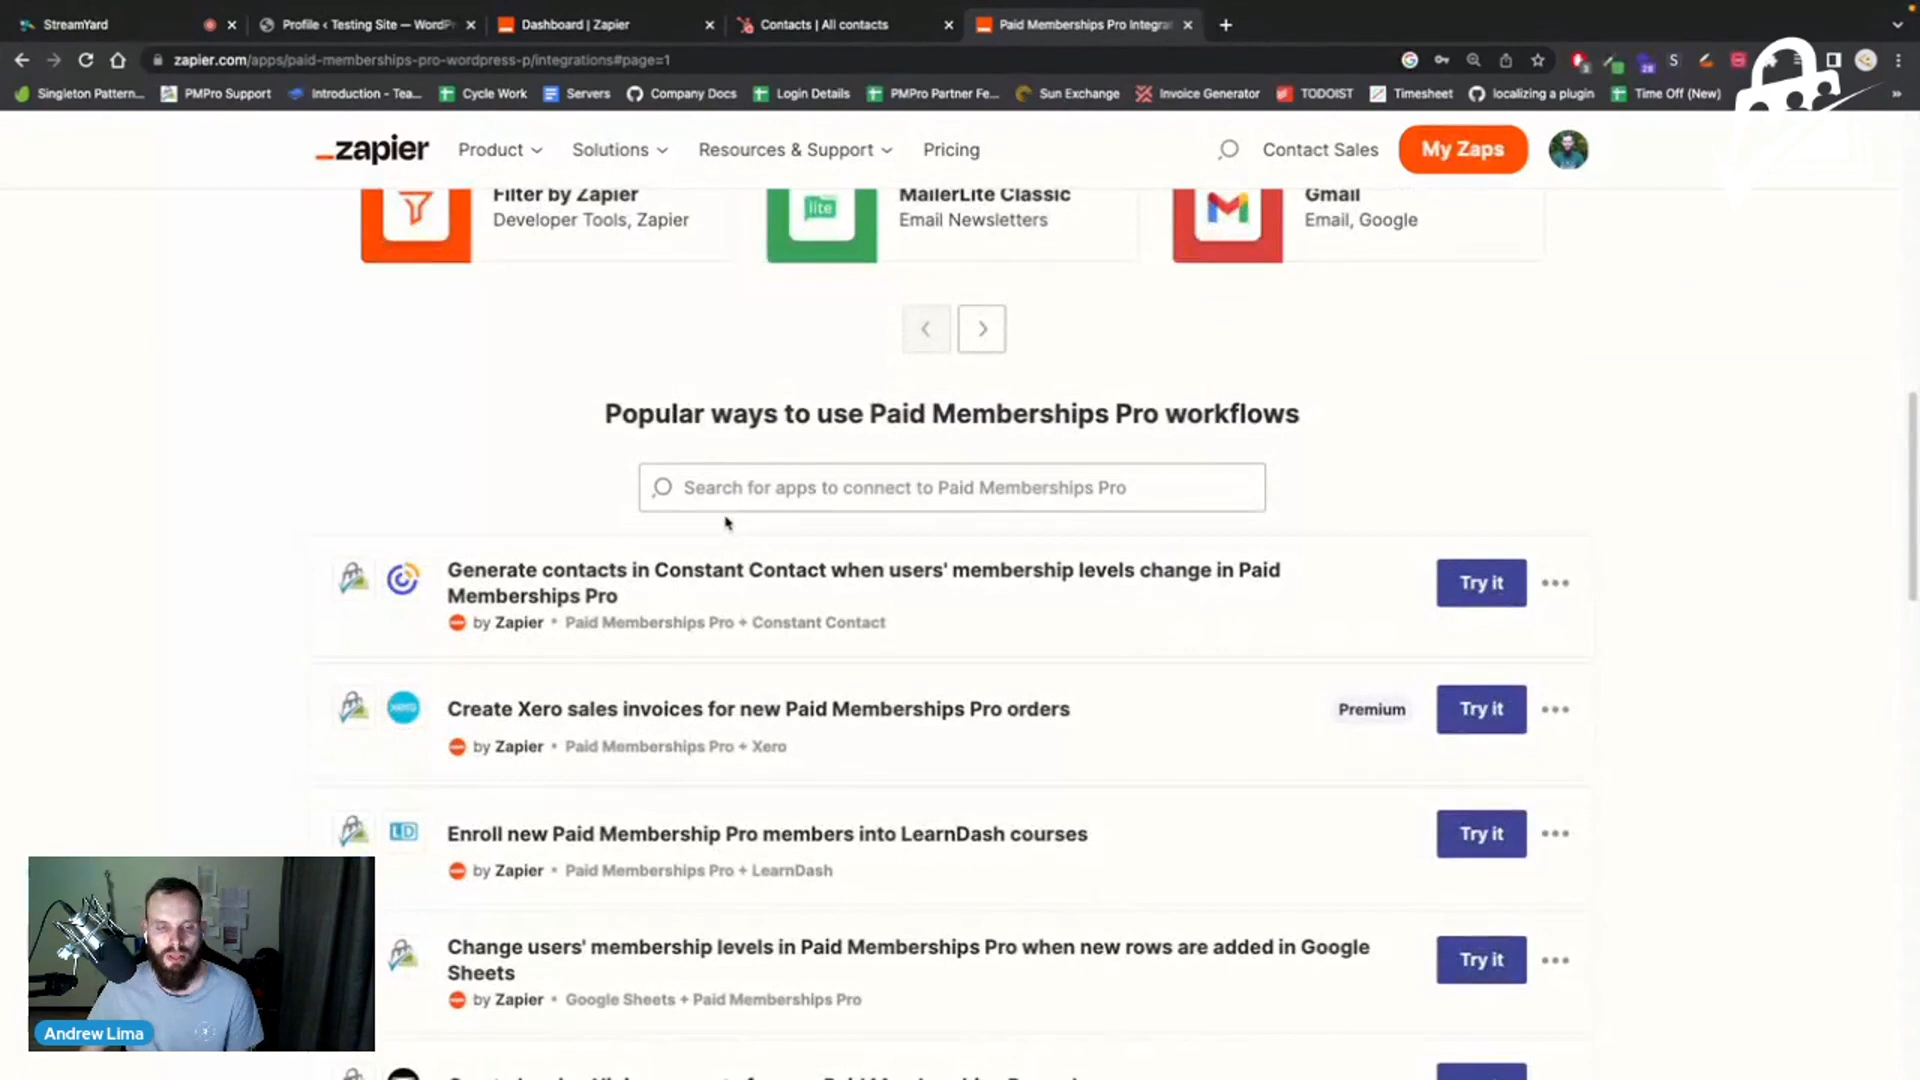 StreamYard
Profile ‹ Testing Site — WordPr
Dashboard | Zapier
Contacts | All contacts
Paid Memberships Pro Integra
zapier.com/apps/paid-memberships-pro-wordpress-p/integrations#page=1
Singleton Pattern...
PMPro Support
Introduction - Tea...
Cycle Work
Servers
Company Docs
Login Details
PMPro Partner Fe...
Sun Exchange
Invoice Generator
TODOIST
Timesheet
localizing a plugin
Time Off (New)
zapier
Product
Solutions
Resources & Support
Pricing
Contact Sales
My Zaps
Filter by Zapier
Developer Tools, Zapier
lite
MailerLite Classic
Email Newsletters
Gmail
Email, Google
Popular ways to use Paid Memberships Pro workflows
Search for apps to connect to Paid Memberships Pro
Generate contacts in Constant Contact when users' membership levels change in Paid
Memberships Pro
by Zapier • Paid Memberships Pro + Constant Contact
Try it
xero
Create Xero sales invoices for new Paid Memberships Pro orders
by Zapier • Paid Memberships Pro + Xero
Premium
Try it
LD
Enroll new Paid Membership Pro members into LearnDash courses
by Zapier • Paid Memberships Pro + LearnDash
Try it
Change users' membership levels in Paid Memberships Pro when new rows are added in Google
Sheets
by Zapier • Google Sheets + Paid Memberships Pro
Try it
Andrew Lima